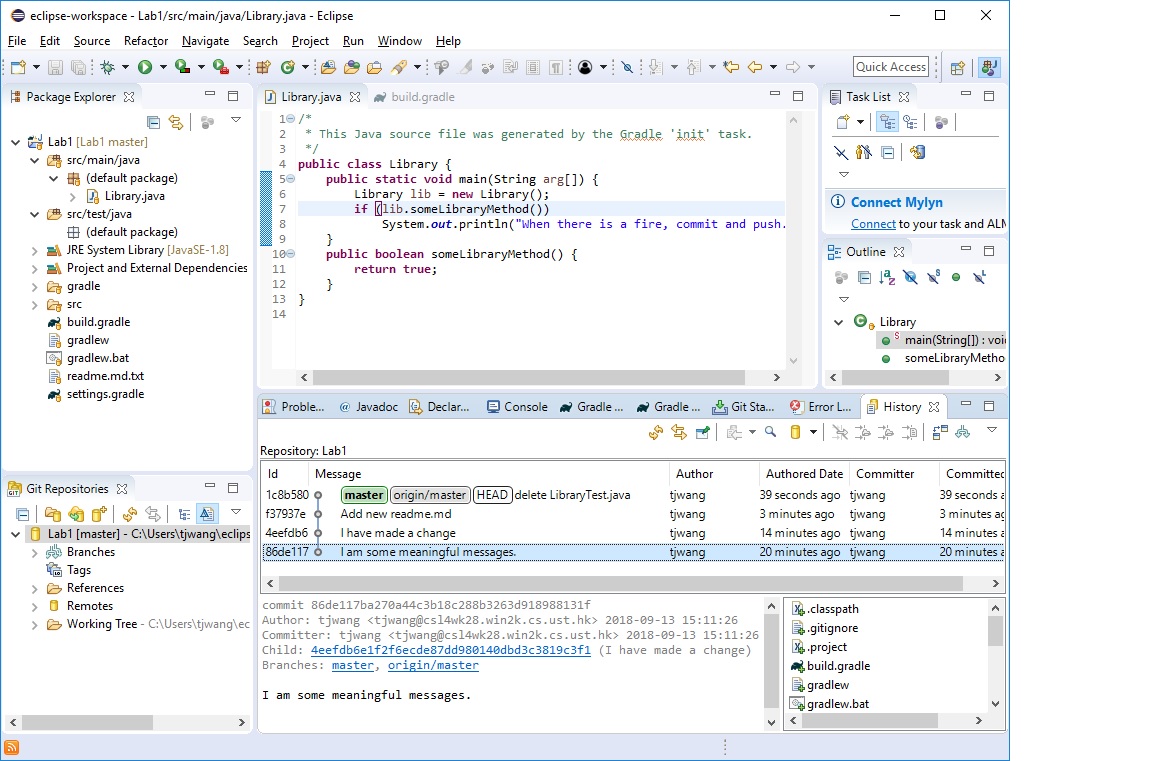 eclipse-workspace - Lab1/src/main/java/Library.java - Eclipse
File Edit Source Refactor Navigate Search Project Run Window Help
Quick Access
Package Explorer
Lab1 [Lab1 master]
src/main/java
(default package)
Library.java
src/test/java
(default package)
JRE System Library [JavaSE-1.8]
Project and External Dependencies
gradle
src
build.gradle
gradlew
gradlew.bat
readme.md.txt
settings.gradle
Library.java build.gradle
1 /*
2  * This Java source file was generated by the Gradle 'init' task.
3  */
4 public class Library {
5     public static void main(String arg[]) {
6         Library lib = new Library();
7         if (lib.someLibraryMethod())
8             System.out.println("When there is a fire, commit and push.
9     }
10     public boolean someLibraryMethod() {
11         return true;
12     }
13 }
14
Task List
Connect Mylyn
Connect to your task and ALM
Outline
Library
main(String[]) : void
someLibraryMetho
Git Repositories
Lab1 [master] - C:\Users\tjwang\eclips
Branches
Tags
References
Remotes
Working Tree - C:\Users\tjwang\ec
Proble... Javadoc Declar... Console Gradle ... Gradle ... Git Sta... Error L... History
Repository: Lab1
Id Message Author Authored Date Committer Committed
1c8b580 master origin/master HEAD delete LibraryTest.java tjwang 39 seconds ago tjwang 39 seconds a
f37937e Add new readme.md tjwang 3 minutes ago tjwang 3 minutes a
4eefdb6 I have made a change tjwang 14 minutes ago tjwang 14 minutes a
86de117 I am some meaningful messages. tjwang 20 minutes ago tjwang 20 minutes a
commit 86de117ba270a44c3b18c288b3263d918988131f
Author: tjwang <tjwang@csl4wk28.win2k.cs.ust.hk> 2018-09-13 15:11:26
Committer: tjwang <tjwang@csl4wk28.win2k.cs.ust.hk> 2018-09-13 15:11:26
Child: 4eefdb6e1f2f6ecde87dd980140dbd3c3819c3f1 (I have made a change)
Branches: master, origin/master
I am some meaningful messages.
.classpath
.gitignore
.project
build.gradle
gradlew
gradlew.bat